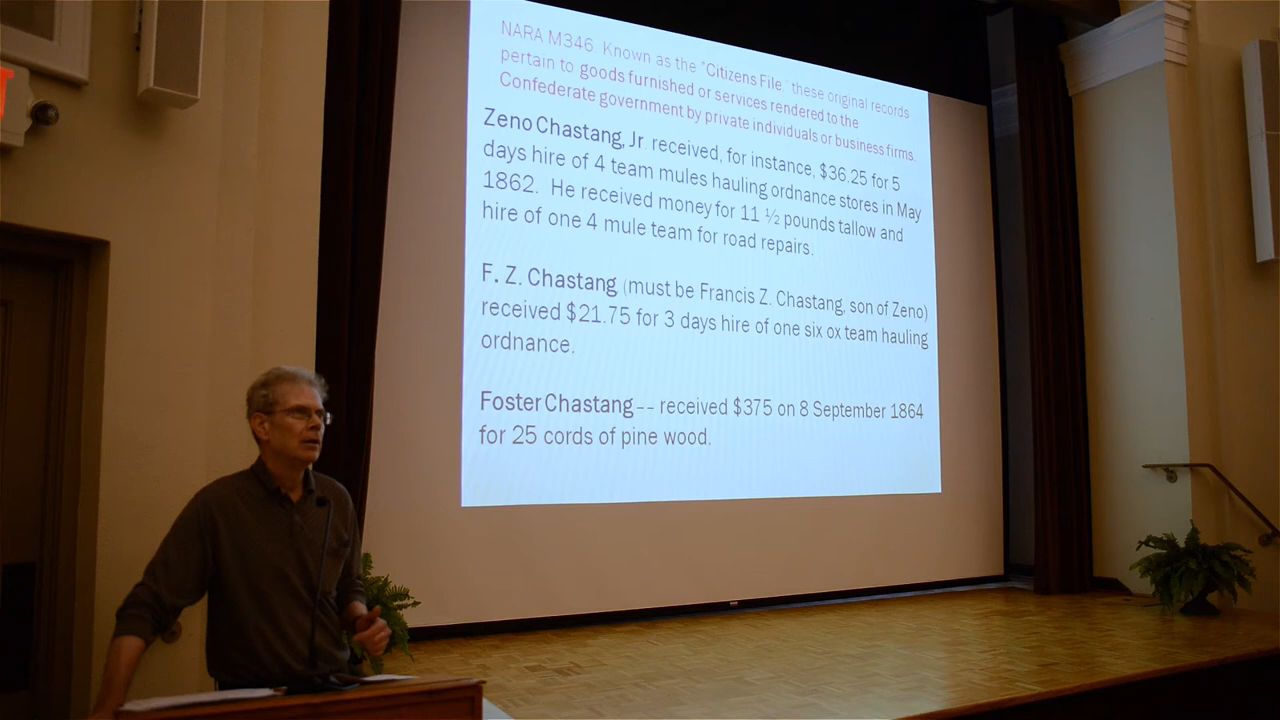 NARA M346. Known as the "Citizens File," these original records
pertain to goods furnished or services rendered to the
Confederate government by private individuals or business firms.
Zeno Chastang, Jr. received, for instance, $36.25 for 5
days hire of 4 team mules hauling ordnance stores in May
1862. He received money for 11 ½ pounds tallow and
hire of one 4 mule team for road repairs.
F. Z. Chastang (must be Francis Z. Chastang, son of Zeno)
received $21.75 for 3 days hire of one six ox team hauling
ordnance.
Foster Chastang -- received $375 on 8 September 1864
for 25 cords of pine wood.